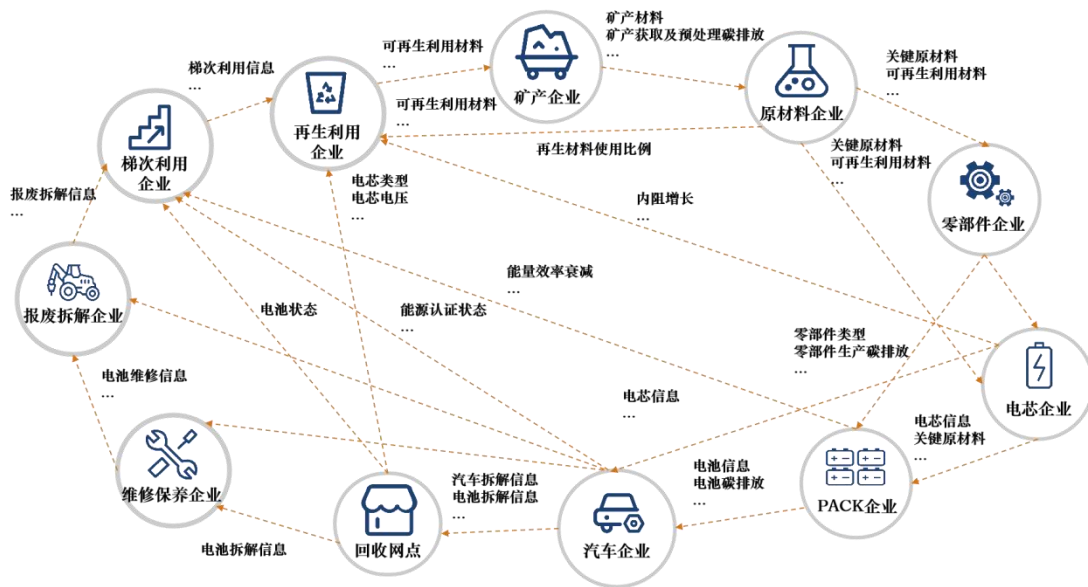 矿产材料
矿产获取及预处理碳排放
...
可再生利用材料
...
矿产企业
关键原材料
可再生利用材料
...
梯次利用信息
...
可再生利用材料
...
再生利用
企业
原材料企业
再生材料使用比例
关键原材料
可再生利用材料
...
梯次利用
企业
电芯类型
电芯电压
...
内阻增长
...
零部件企业
报废拆解信息
...
报废拆解企业
电池状态
能源认证状态
...
能量效率衰减
...
零部件类型
零部件生产碳排放
...
电池维修信息
...
电芯信息
...
电芯企业
电芯信息
关键原材料
...
维修保养企业
汽车拆解信息
电池拆解信息
...
电池信息
电池碳排放
...
PACK企业
电池拆解信息
回收网点
汽车企业